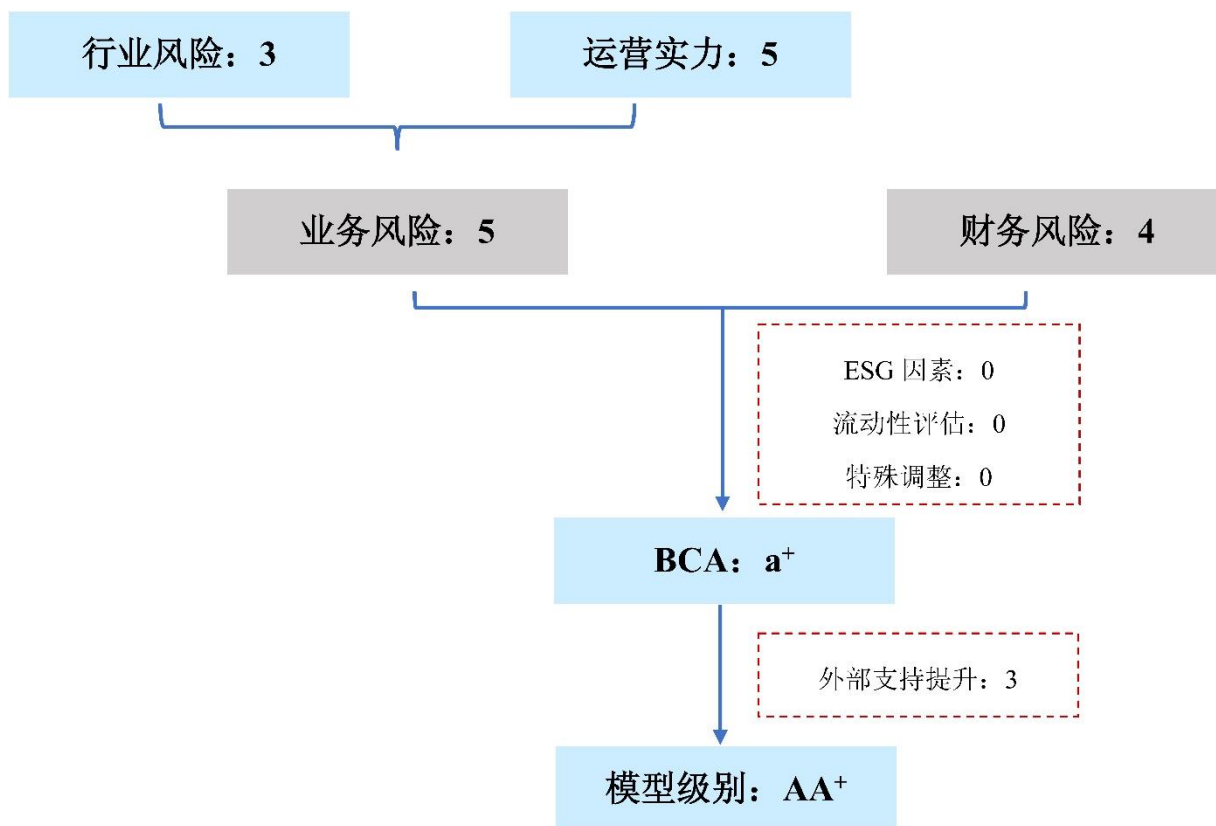 行业风险：3
运营实力：5
业务风险：5
财务风险：4
ESG 因素：0
流动性评估：0
特殊调整：0
BCA：a⁺
外部支持提升：3
模型级别：AA⁺